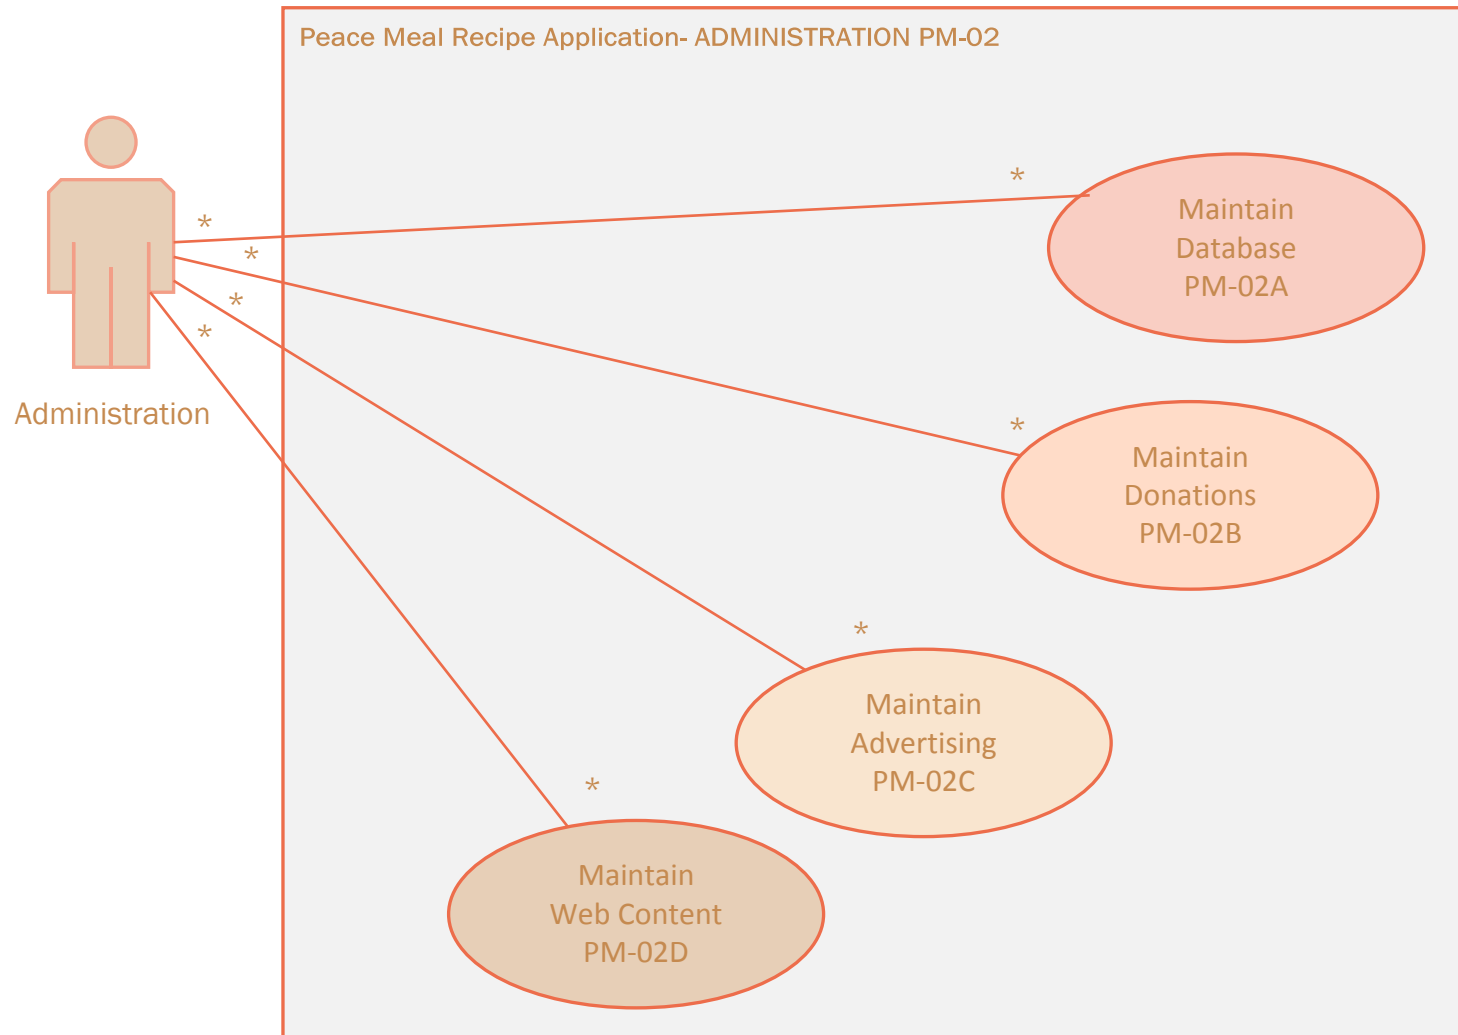 Peace Meal Recipe Application- ADMINISTRATION PM-02
*
*
Maintain
Database
PM-02A
*
*
*
Administration
*
Maintain
Donations
PM-02B
*
Maintain
Advertising
PM-02C
*
Maintain
Web Content
PM-02D